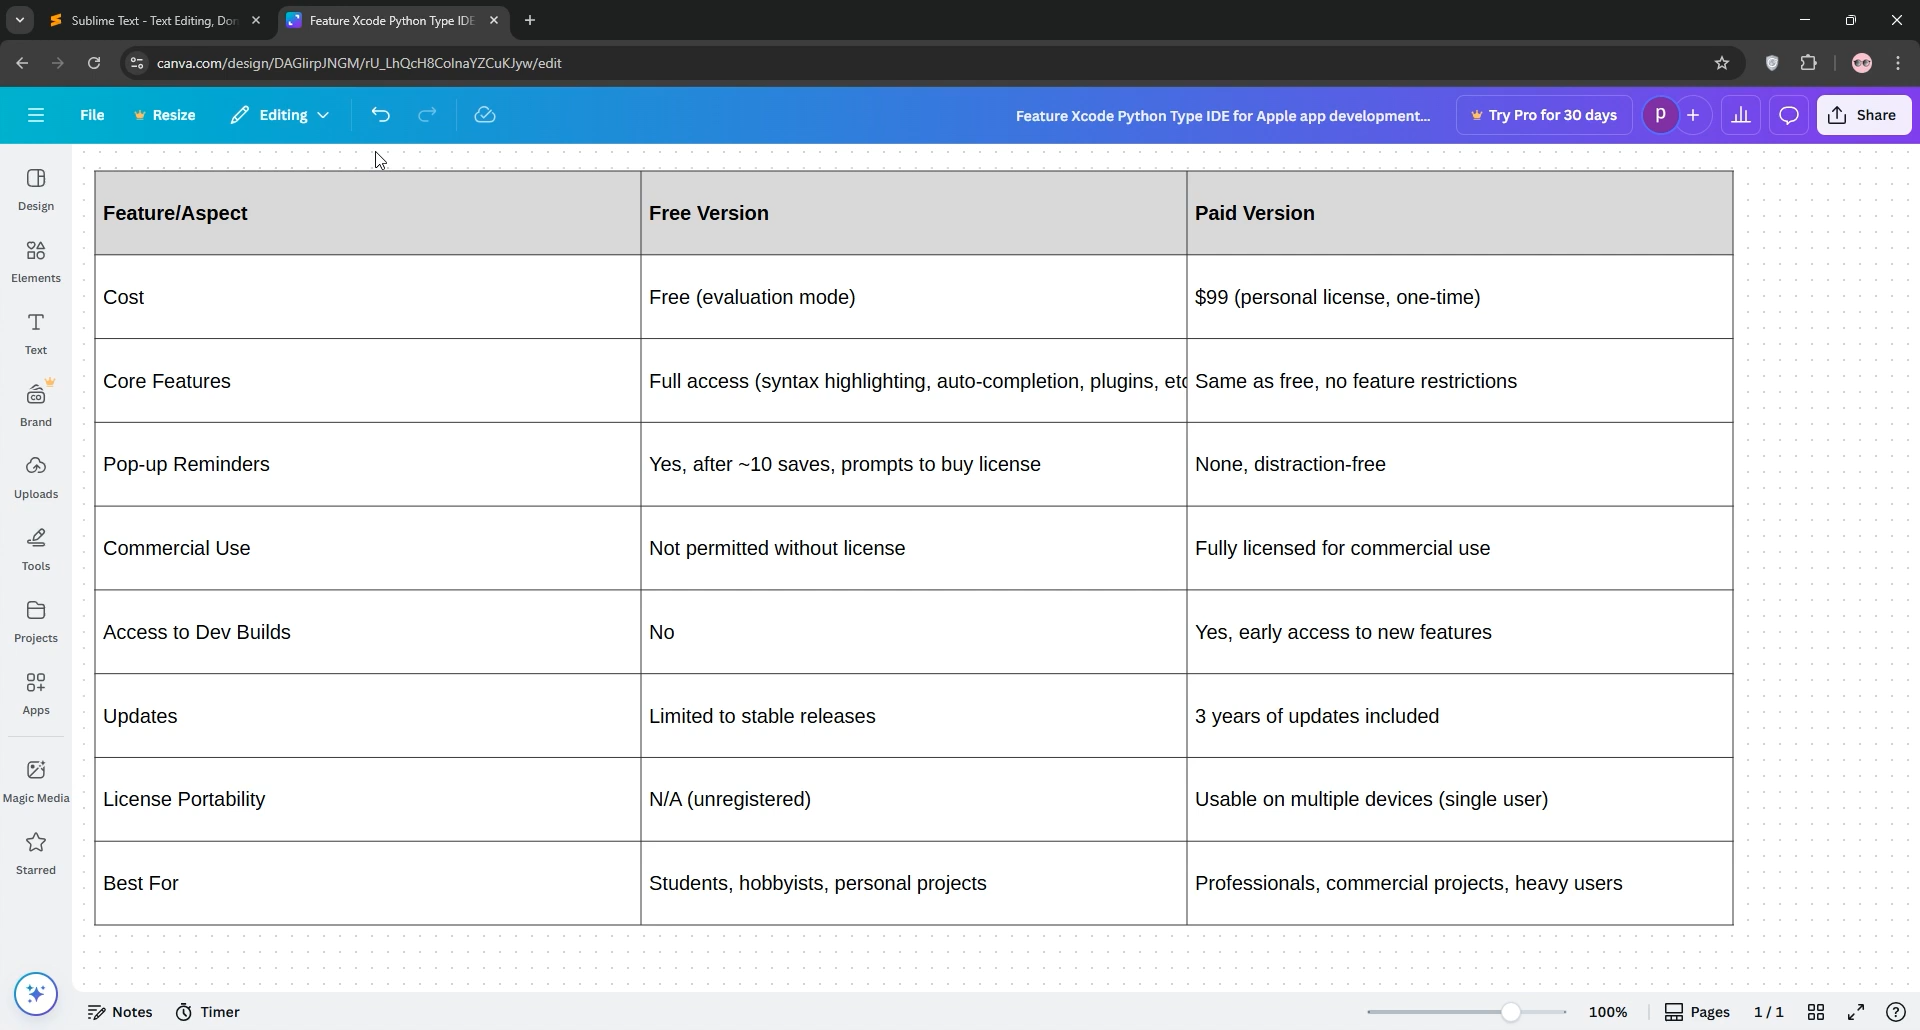 Sublime Text - Text Editing, Don
Feature Xcode Python Type IDE
canva.com/design/DAGlirpJNGM/rU_LhQcH8ColnaYZCuKJyw/edit
File
Resize
Editing
Feature Xcode Python Type IDE for Apple app development...
Try Pro for 30 days
P
Share
Design
Elements
Text
Brand
Uploads
Tools
Projects
Apps
Magic Media
Starred
Feature/Aspect Free Version Paid Version
Cost Free (evaluation mode) $99 (personal license, one-time)
Core Features Full access (syntax highlighting, auto-completion, plugins, etc Same as free, no feature restrictions
Pop-up Reminders Yes, after ~10 saves, prompts to buy license None, distraction-free
Commercial Use Not permitted without license Fully licensed for commercial use
Access to Dev Builds No Yes, early access to new features
Updates Limited to stable releases 3 years of updates included
License Portability N/A (unregistered) Usable on multiple devices (single user)
Best For Students, hobbyists, personal projects Professionals, commercial projects, heavy users
Notes Timer 100% Pages 1 / 1